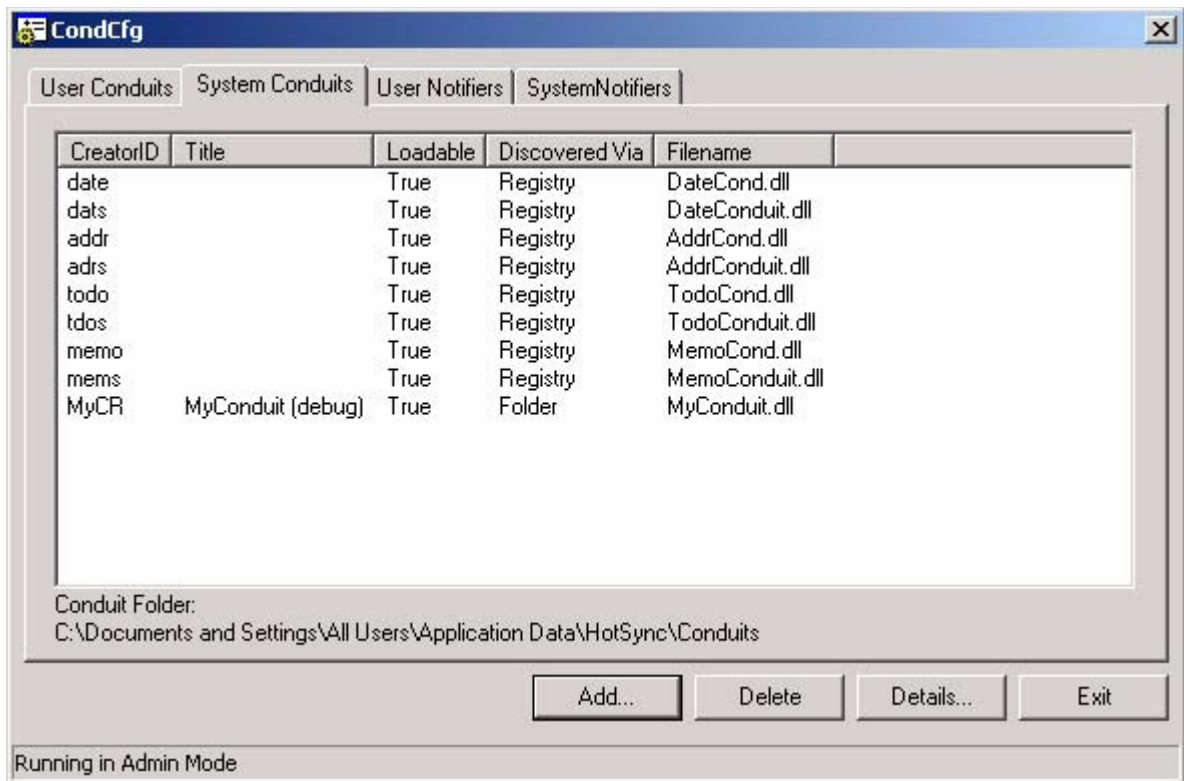 CondCfg
User Conduits System Conduits User Notifiers SystemNotifiers
CreatorID Title Loadable Discovered Via Filename
date True Registry DateCond.dll
dats True Registry DateConduit.dll
addr True Registry AddrCond.dll
adrs True Registry AddrConduit.dll
todo True Registry TodoCond.dll
tdos True Registry TodoConduit.dll
memo True Registry MemoCond.dll
mems True Registry MemoConduit.dll
MyCR MyConduit (debug) True Folder MyConduit.dll
Conduit Folder:
C:\Documents and Settings\All Users\Application Data\HotSync\Conduits
Add... Delete Details... Exit
Running in Admin Mode